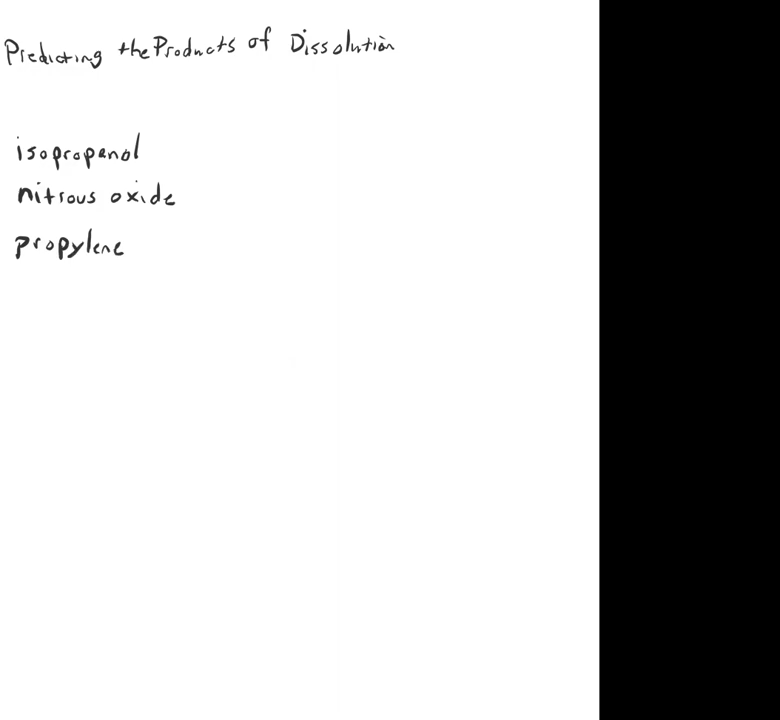 Predicting the Products of Dissolution
isopropanol
nitrous oxide
propylene